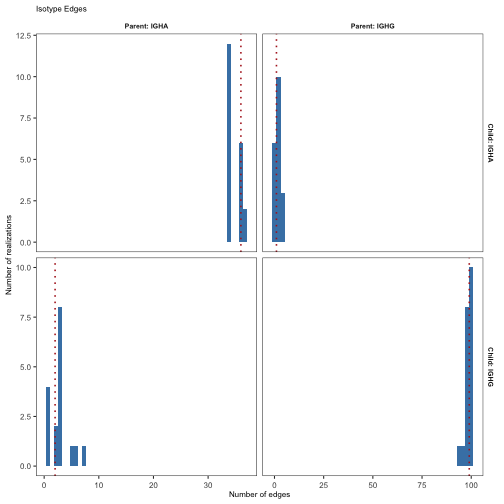 Isotype Edges
Parent: IGHA
Parent: IGHG
Number of realizations
12.5
10.0
7.5
5.0
2.5
0.0
Child: IGHA
10.0
7.5
5.0
2.5
0.0
Child: IGHG
0
10
20
30
0
25
50
75
100
Number of edges